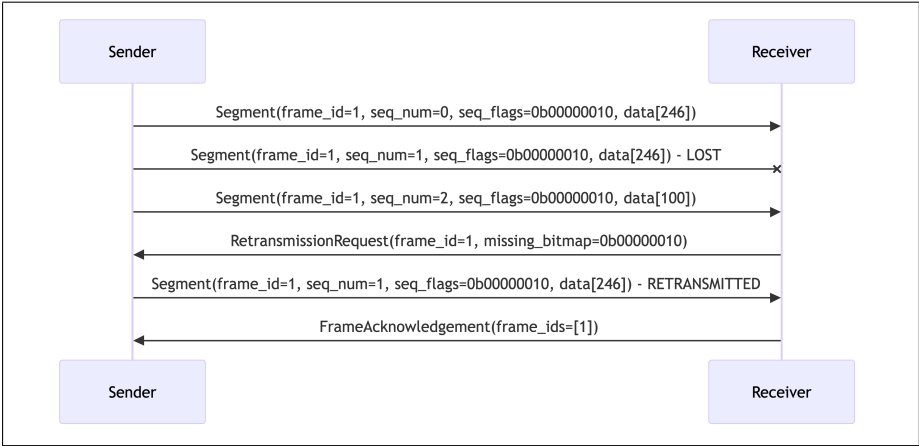 Sender Receiver
Segment(frame_id=1, seq_num=0, seq_flags=0b00000010, data[246])
Segment(frame_id=1, seq_num=1, seq_flags=0b00000010, data[246]) - LOST
Segment(frame_id=1, seq_num=2, seq_flags=0b00000010, data[100])
RetransmissionRequest(frame_id=1, missing_bitmap=0b00000010)
Segment(frame_id=1, seq_num=1, seq_flags=0b00000010, data[246]) - RETRANSMITTED
FrameAcknowledgement(frame_ids=[1])
Sender Receiver